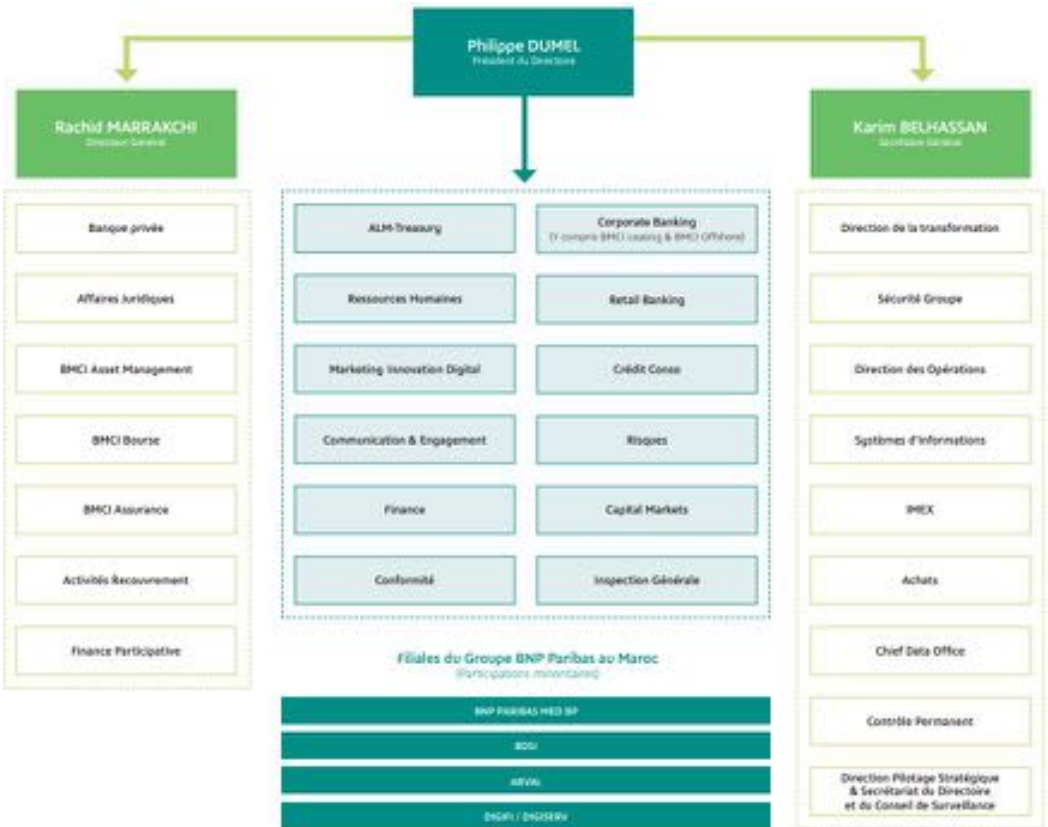 Philippe DUMEL
Président du Directoire
Rachid MARRAKCHI
Directeur Général
Karim BELHASSAN
Secrétaire Général
Banque privée
Affaires Juridiques
BMCI Asset Management
BMCI Bourse
BMCI Assurance
Activités Recouvrement
Finance Participative
ALM-Treasury
Corporate Banking
(Y compris BMCI Leasing & BMCI Offshore)
Ressources Humaines
Retail Banking
Marketing Innovation Digital
Crédit Conso
Communication & Engagement
Risques
Finance
Capital Markets
Conformité
Inspection Générale
Filiales du Groupe BNP Paribas au Maroc
(Participations minoritaires)
BNP PARIBAS MED BP
BDSI
ARVAL
DIGIFI / DIGISERV
Direction de la transformation
Sécurité Groupe
Direction des Opérations
Systèmes d'Informations
IMEX
Achats
Chief Data Office
Contrôle Permanent
Direction Pilotage Stratégique
& Secrétariat du Directoire
et du Conseil de Surveillance